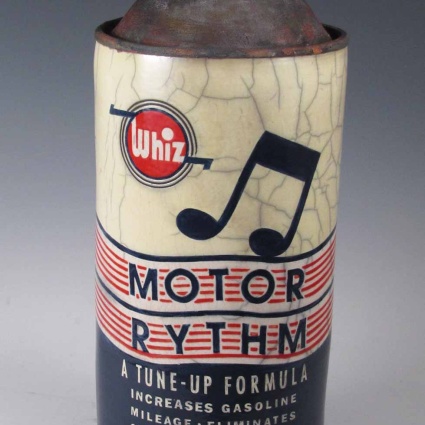 Whiz
MOTOR
RYTHM
A TUNE-UP FORMULA
INCREASES GASOLINE
MILEAGE • ELIMINATES